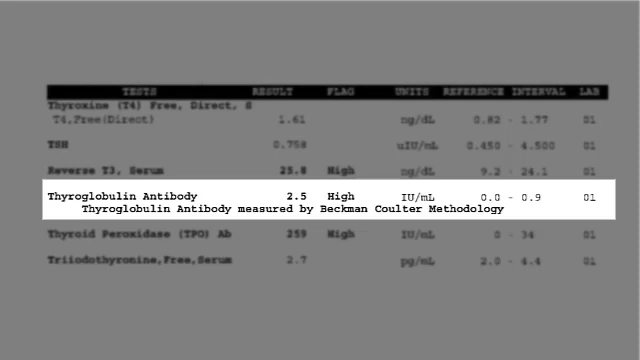 TESTS RESULT FLAG UNITS REFERENCE INTERVAL LAB
Thyroxine (T4) Free, Direct, S
T4,Free(Direct) 1.61 ng/dL 0.82 - 1.77 01
TSH 0.758 uIU/mL 0.450 - 4.500 01
Reverse T3, Serum 25.8 High ng/dL 9.2 - 24.1 01
Thyroglobulin Antibody 2.5 High IU/mL 0.0 - 0.9 01
Thyroglobulin Antibody measured by Beckman Coulter Methodology
Thyroid Peroxidase (TPO) Ab 259 High IU/mL 0 - 34 01
Triiodothyronine,Free,Serum 2.7 pg/mL 2.0 - 4.4 01